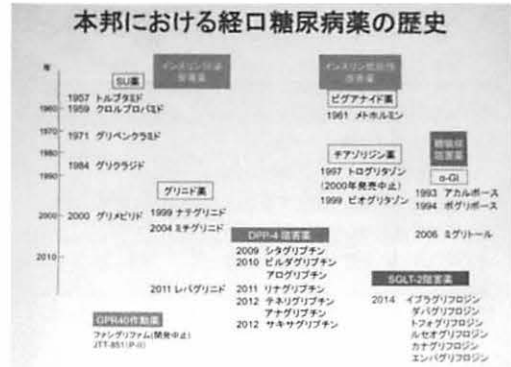 本邦における経口糖尿病薬の歴史
年
1960
1970
1980
1990
2000
2010
インスリン分泌
SU薬
1957 トルブタミド
1959 クロルプロパミド
1971 グリベンクラミド
1984 グリクラジド
2000 グリメピリド
グリニド薬
1999 ナテグリニド
2004 ミチグリニド
2011 レパグリニド
インスリン抵抗性
改善薬
ビグアナイド薬
1961 メトホルミン
チアゾリジン薬
1997 トログリタゾン
(2000年発売中止)
1999 ピオグリタゾン
阻害薬
α-GI
1993 アカルボース
1994 ボグリボース
2006 ミグリトール
DPP-4 阻害薬
2009 シタグリプチン
2010 ビルダグリプチン
アログリプチン
2011 リナグリプチン
2012 テネリグリプチン
アナグリプチン
2012 サキサグリプチン
SGLT-2阻害薬
2014 イプラグリフロジン
ダパグリフロジン
トフォグリフロジン
ルセオグリフロジン
カナグリフロジン
エンパグリフロジン
GPR40作動薬
ファシグリファム(開発中止)
JTT-851(P-II)